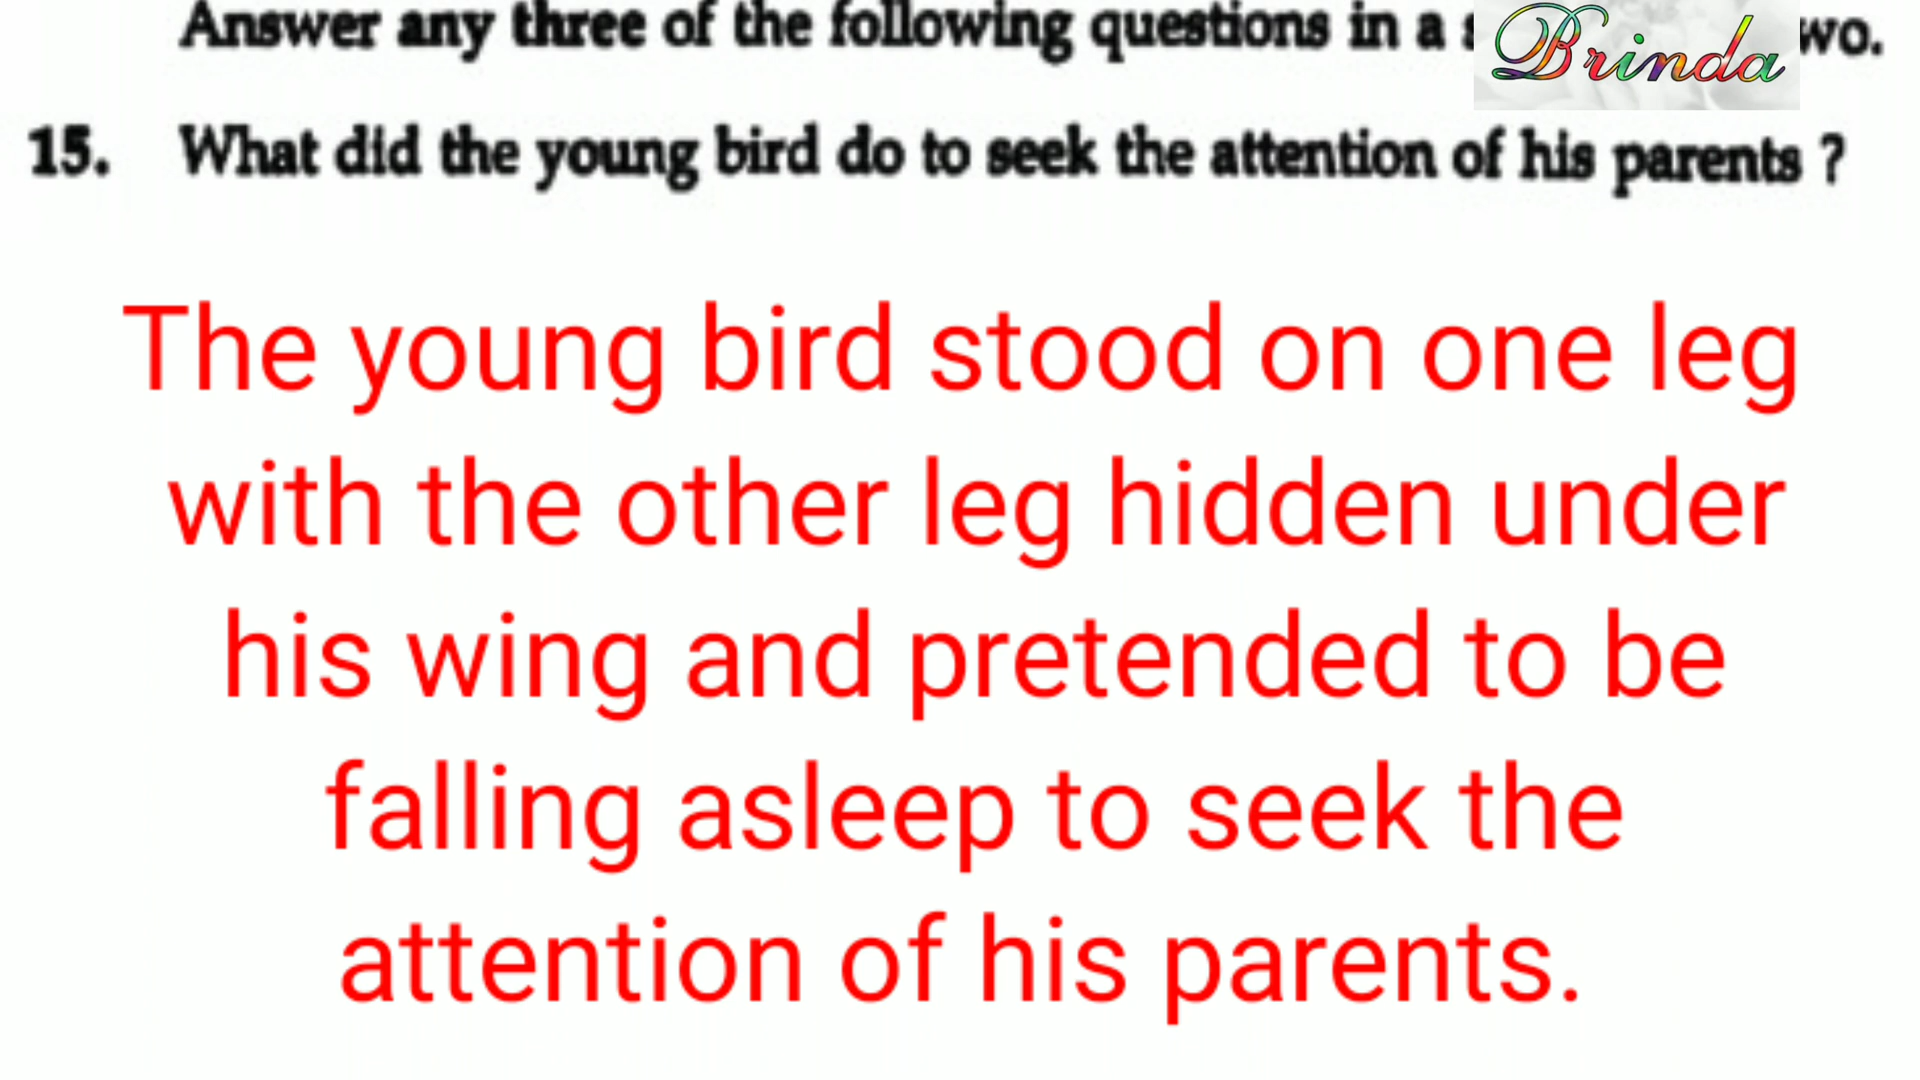 Answer any three of the following questions in a
Brinda
15. What did the young bird do to seek the attention of his parents ?
The young bird stood on one leg
with the other leg hidden under
his wing and pretended to be
falling asleep to seek the
attention of his parents.